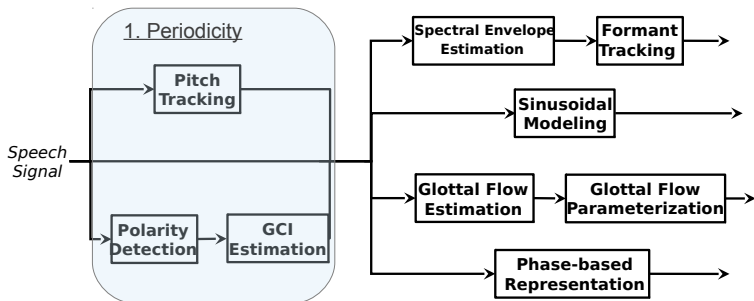 1. Periodicity
Pitch
Tracking
Speech
Signal
Polarity
Detection
GCI
Estimation
Spectral Envelope
Estimation
Formant
Tracking
Sinusoidal
Modeling
Glottal Flow
Estimation
Glottal Flow
Parameterization
Phase-based
Representation